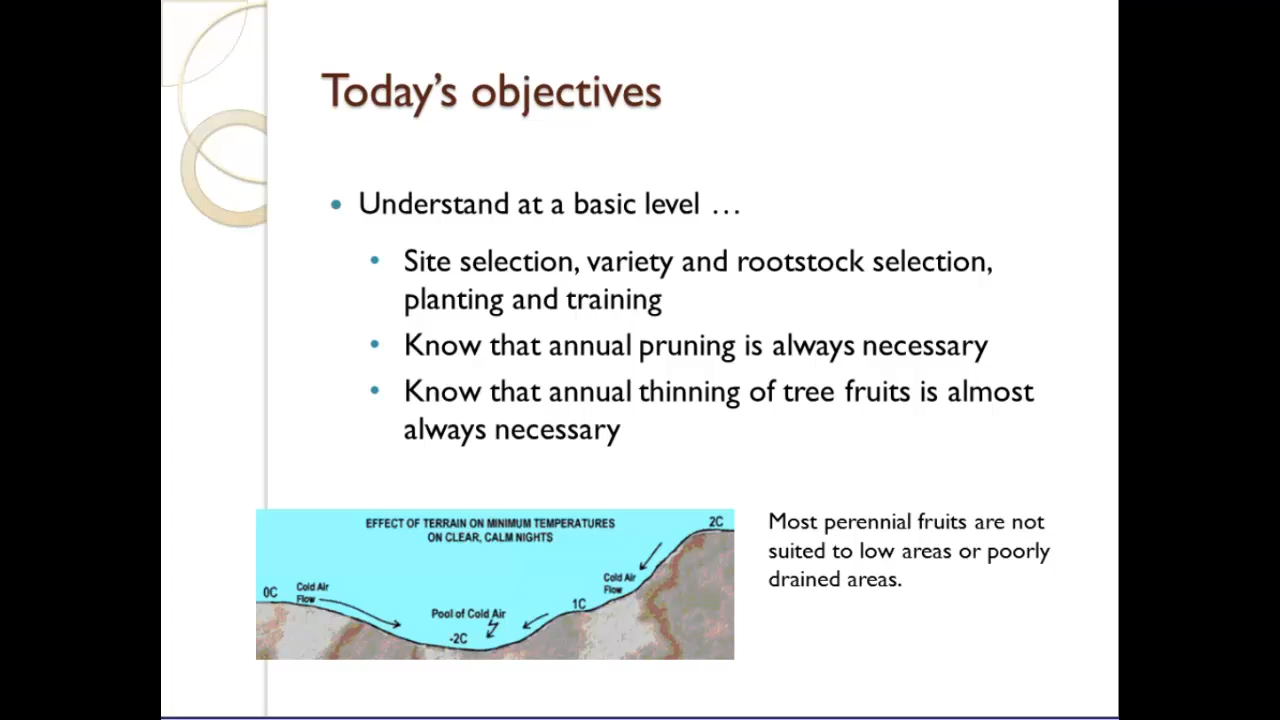 Today's objectives
• Understand at a basic level …
• Site selection, variety and rootstock selection,
planting and training
• Know that annual pruning is always necessary
• Know that annual thinning of tree fruits is almost
always necessary
EFFECT OF TERRAIN ON MINIMUM TEMPERATURES
ON CLEAR, CALM NIGHTS
2C
Cold Air
Flow
0C
Cold Air
Flow
1C
Pool of Cold Air
-2C
Most perennial fruits are not
suited to low areas or poorly
drained areas.